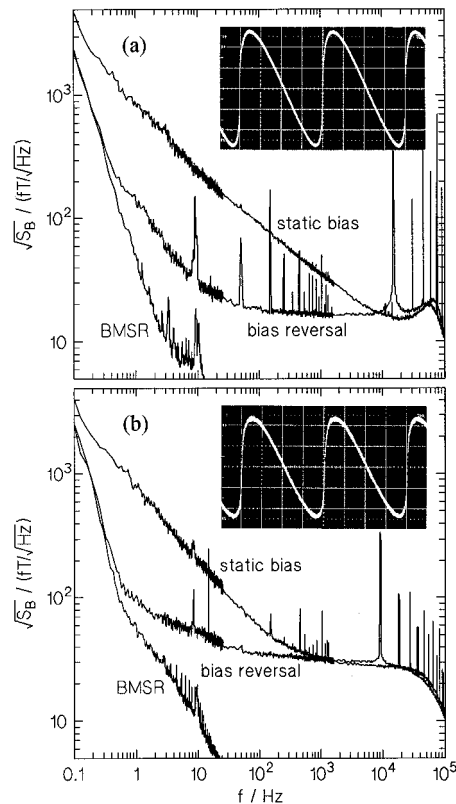 (a)
10³
10²
10
√S_B / (fT/√Hz)
static bias
bias reversal
BMSR
(b)
10³
10²
10
√S_B / (fT/√Hz)
static bias
bias reversal
BMSR
0.1 1 10 10² 10³ 10⁴ 10⁵
f / Hz